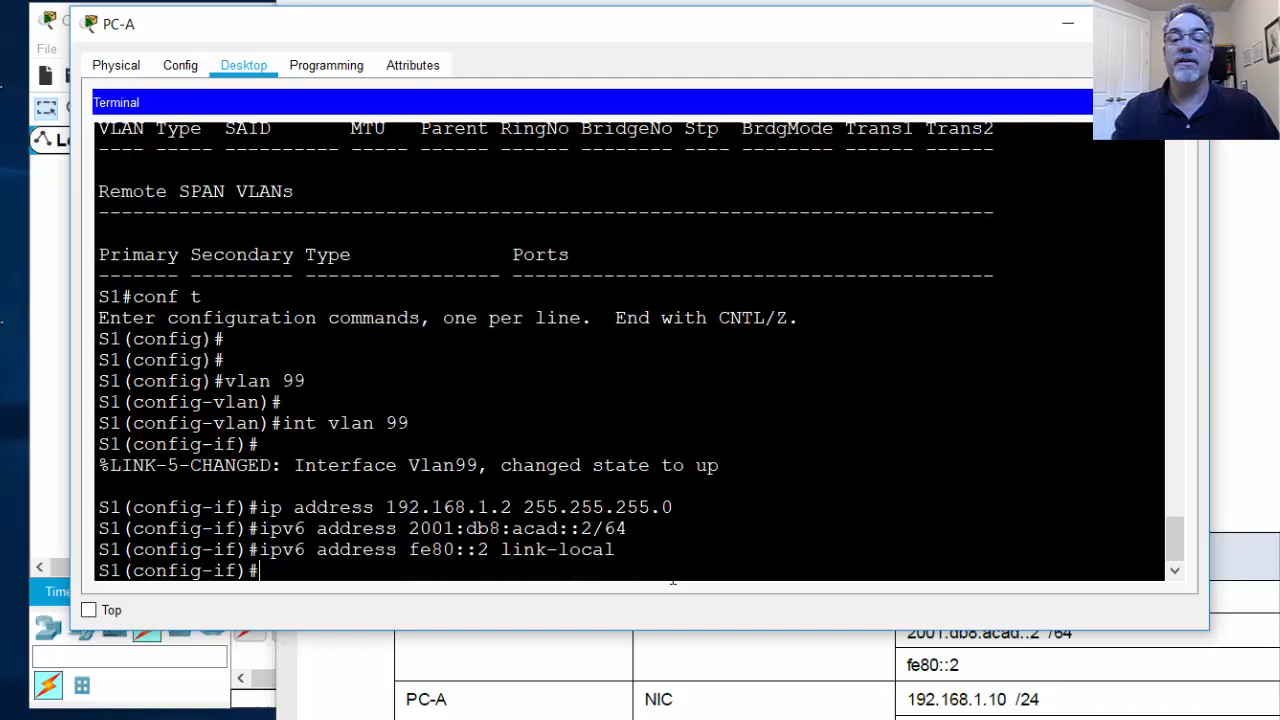 PC-A
File
Physical Config Desktop Programming Attributes
Terminal
VLAN Type SAID MTU Parent RingNo BridgeNo Stp BrdgMode Trans1 Trans2
---- ----- ---------- ----- ------ ------ -------- ---- -------- ------ ------
Remote SPAN VLANs
------------------------------------------------------------------------------
Primary Secondary Type Ports
------- --------- ----------------- ------------------------------------------
S1#conf t
Enter configuration commands, one per line. End with CNTL/Z.
S1(config)#
S1(config)#
S1(config)#vlan 99
S1(config-vlan)#
S1(config-vlan)#int vlan 99
S1(config-if)#
%LINK-5-CHANGED: Interface Vlan99, changed state to up
S1(config-if)#ip address 192.168.1.2 255.255.255.0
S1(config-if)#ipv6 address 2001:db8:acad::2/64
S1(config-if)#ipv6 address fe80::2 link-local
S1(config-if)#
Top
2001:db8:acad::2 /64
fe80::2
PC-A NIC 192.168.1.10 /24